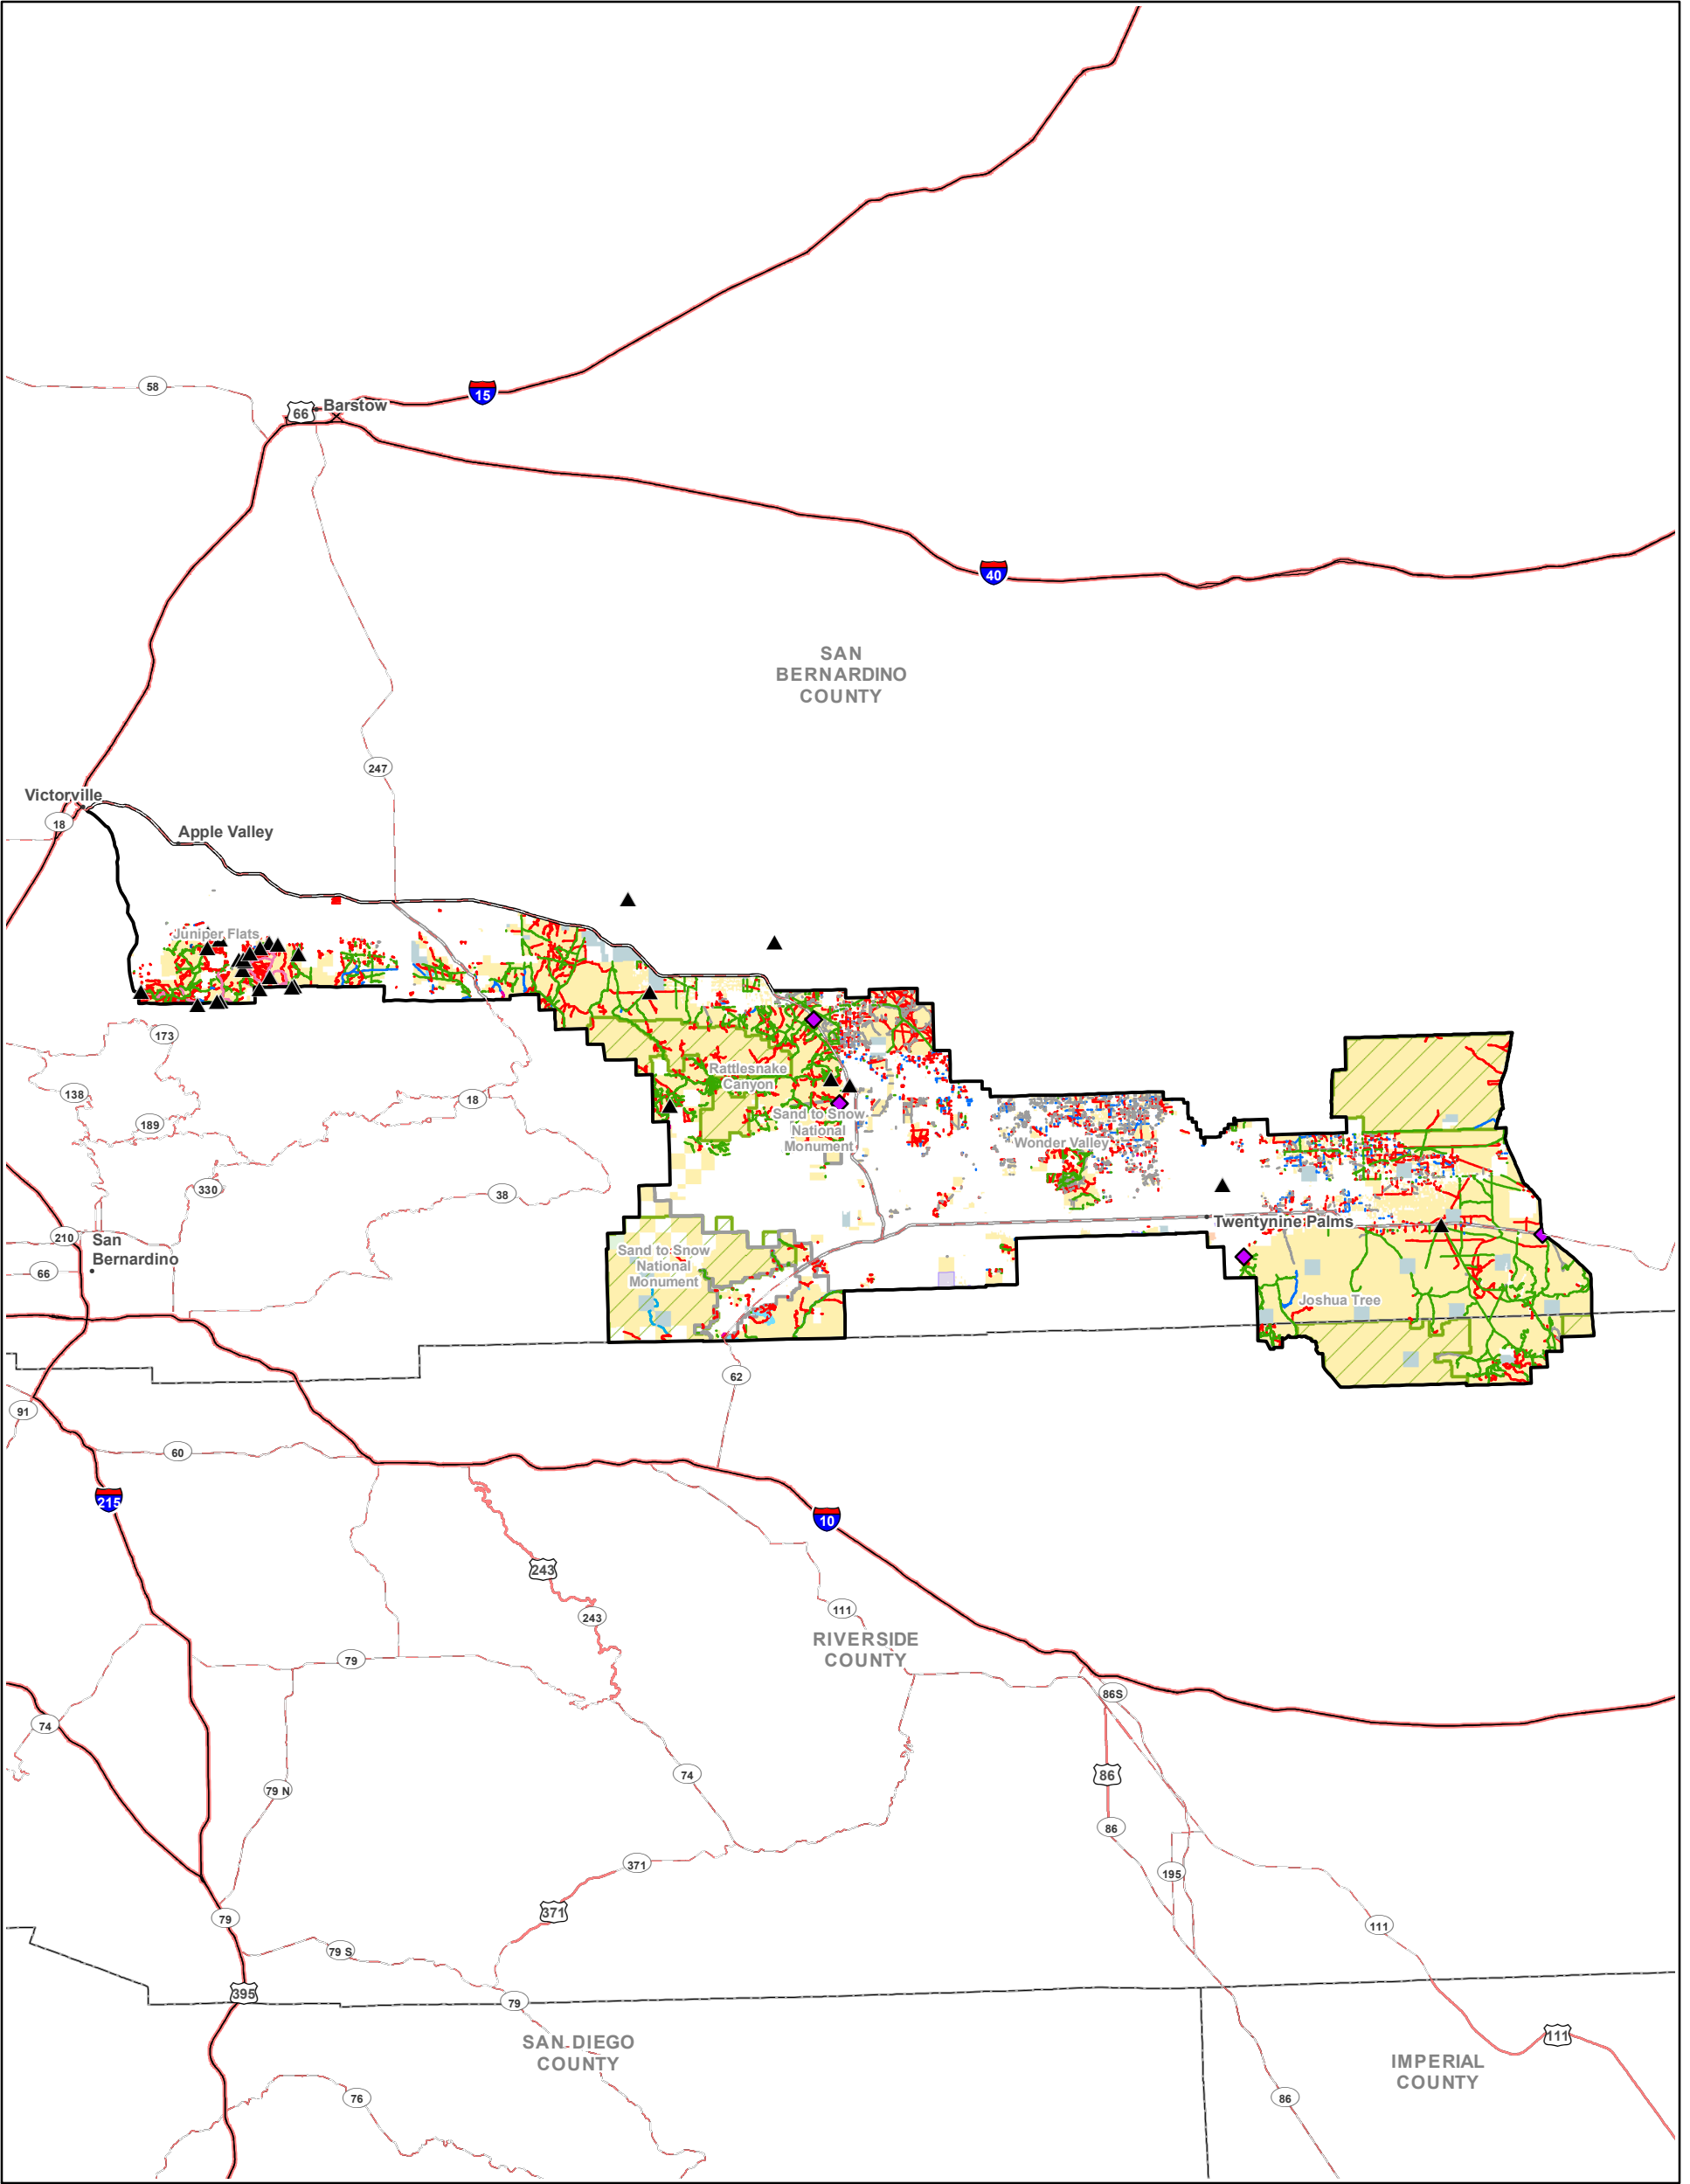 58
15
66
Barstow
40
SAN
BERNARDINO
COUNTY
247
Victorville
18
Apple Valley
Juniper Flats
173
138
18
189
Rattlesnake
Canyon
Sand to Snow
National
Monument
Wonder Valley
330
38
210
San
Bernardino
66
Twentynine Palms
Sand to Snow
National
Monument
Joshua Tree
62
91
60
215
10
243
243
111
RIVERSIDE
COUNTY
79
86S
74
74
86
79 N
86
371
195
371
79
111
79 S
395
79
SAN DIEGO
COUNTY
111
IMPERIAL
COUNTY
76
86